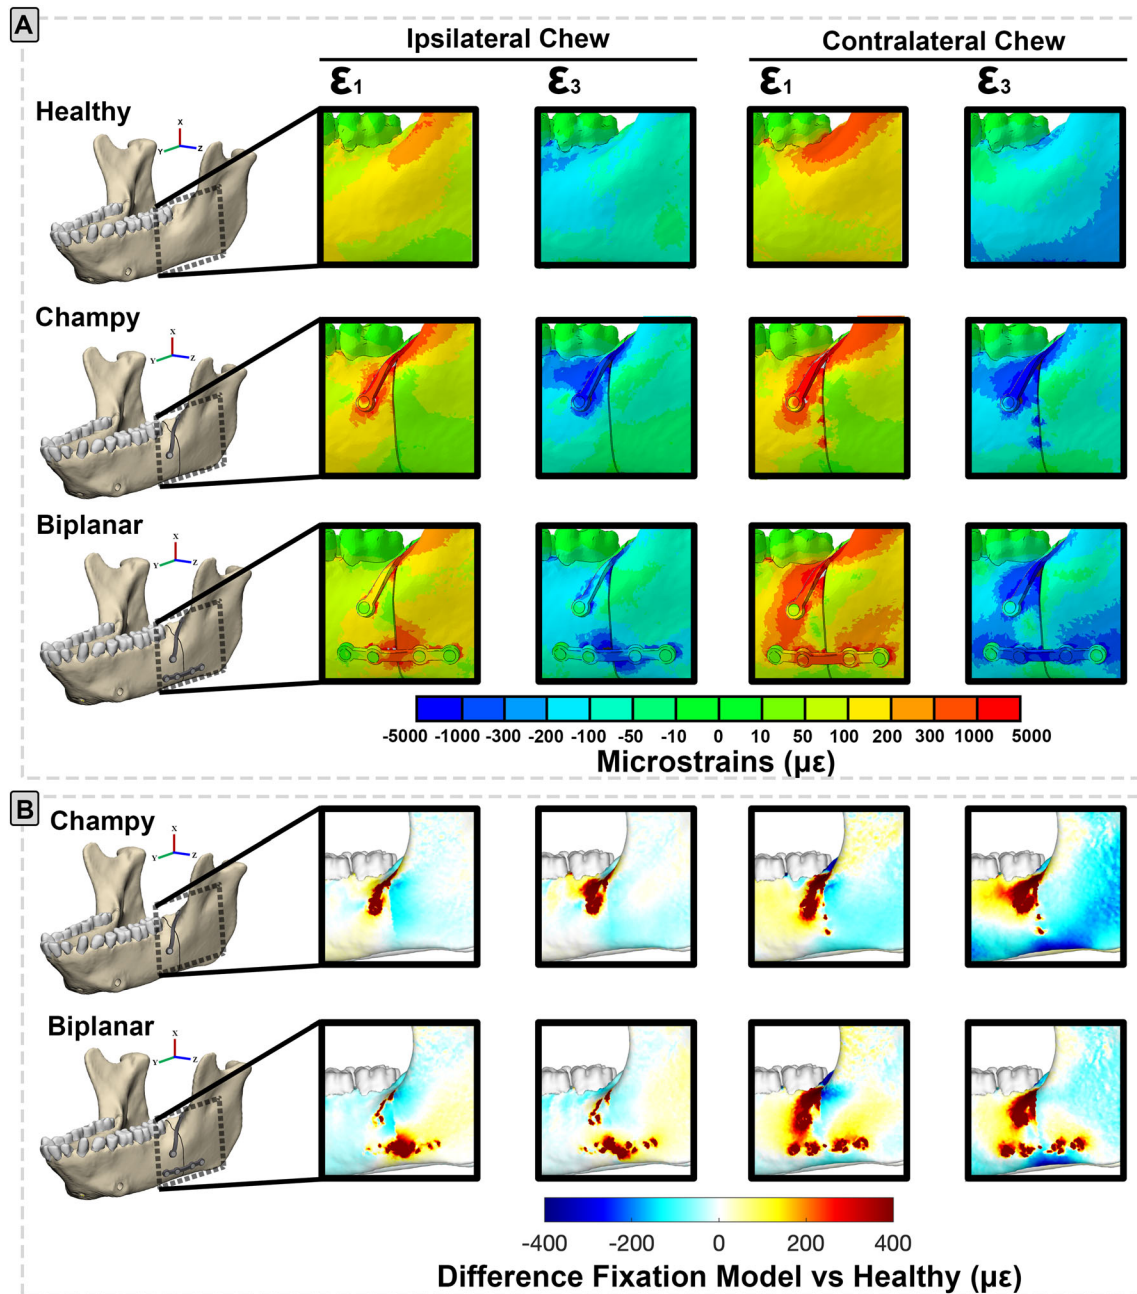 A
Ipsilateral Chew
Contralateral Chew
ε1
ε3
ε1
ε3
Healthy
X
Y
Z
Champy
X
Y
Z
Biplanar
X
Y
Z
-5000 -1000 -300 -200 -100 -50 -10 0 10 50 100 200 300 1000 5000
Microstrains (με)
B
Champy
X
Y
Z
Biplanar
X
Y
Z
-400 -200 0 200 400
Difference Fixation Model vs Healthy (με)